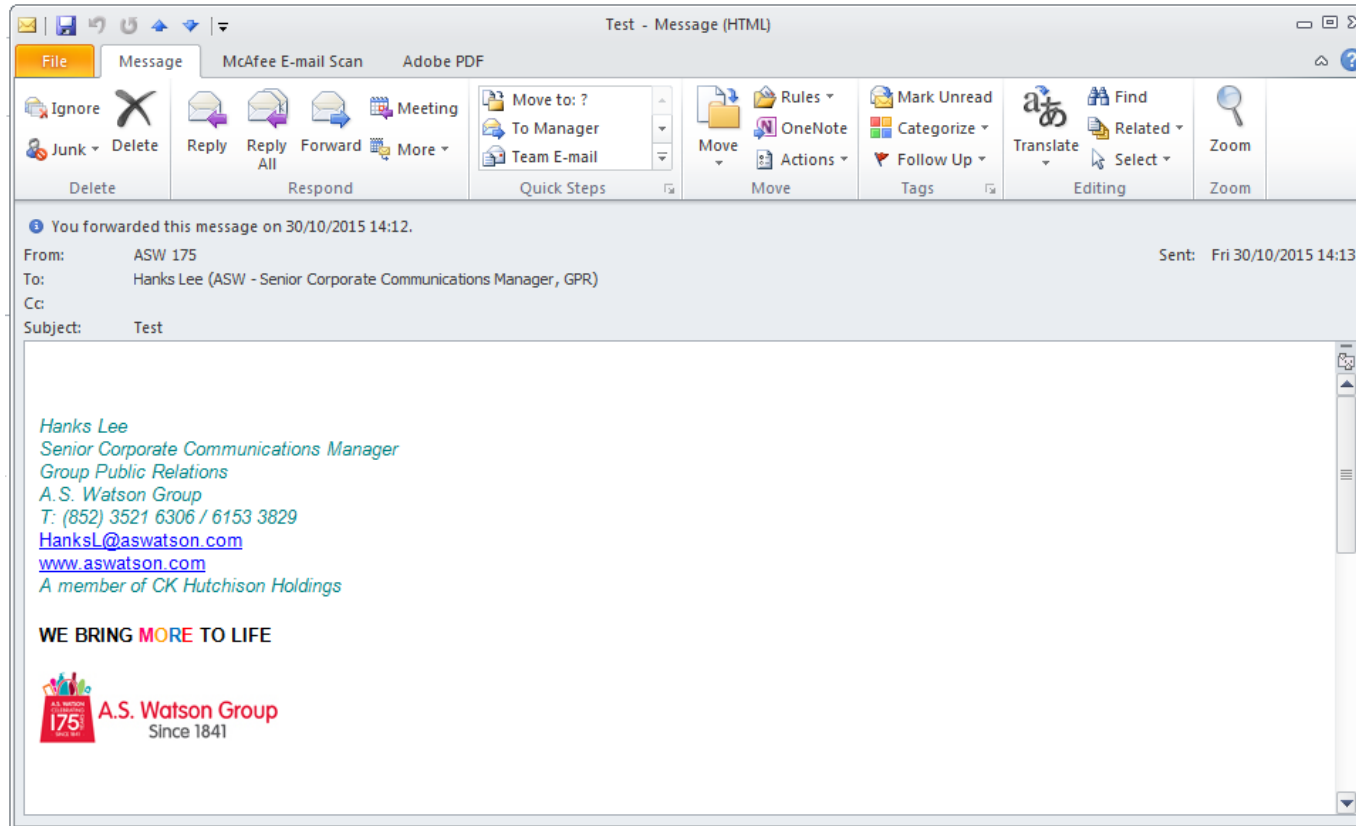 Test - Message (HTML)
File Message McAfee E-mail Scan Adobe PDF
Ignore
Junk
Delete
Delete
Reply
Reply All
Forward
Meeting
More
Respond
Move to: ?
To Manager
Team E-mail
Quick Steps
Move
Rules
OneNote
Actions
Move
Mark Unread
Categorize
Follow Up
Tags
Translate
Find
Related
Select
Editing
Zoom
Zoom
You forwarded this message on 30/10/2015 14:12.
From: ASW 175
Sent: Fri 30/10/2015 14:13
To: Hanks Lee (ASW - Senior Corporate Communications Manager, GPR)
Cc:
Subject: Test
Hanks Lee
Senior Corporate Communications Manager
Group Public Relations
A.S. Watson Group
T: (852) 3521 6306 / 6153 3829
HanksL@aswatson.com
www.aswatson.com
A member of CK Hutchison Holdings
WE BRING MORE TO LIFE
A.S. WATSON
CELEBRATING
175
YEARS
SINCE 1841
A.S. Watson Group
Since 1841